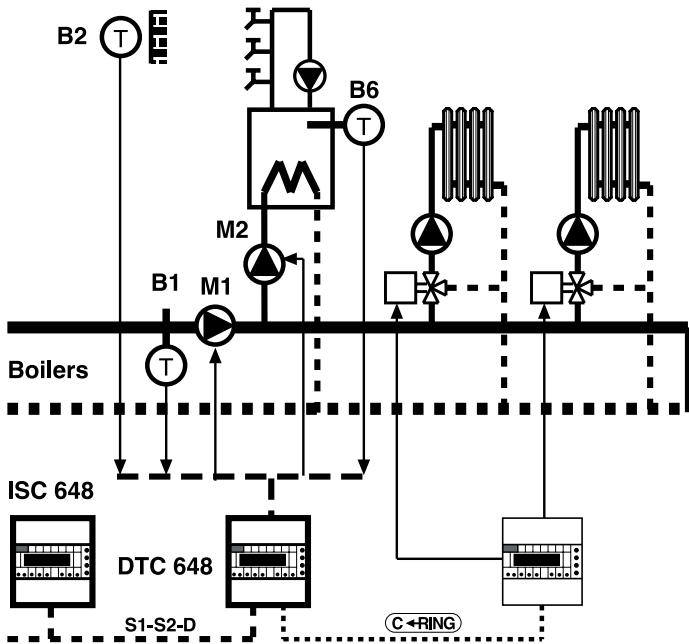 B2
T
B6
T
M2
B1
M1
T
Boilers
ISC 648
DTC 648
S1-S2-D
C←RING